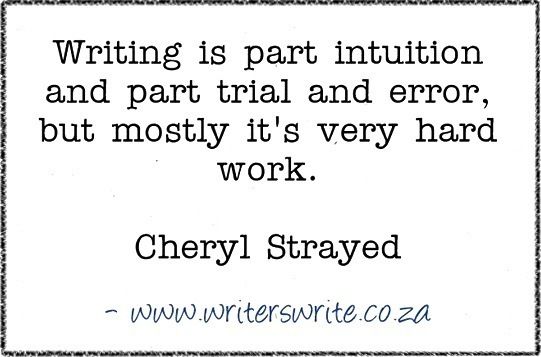 Writing is part intuition
and part trial and error,
but mostly it's very hard
work.
Cheryl Strayed
- www.writerswrite.co.za